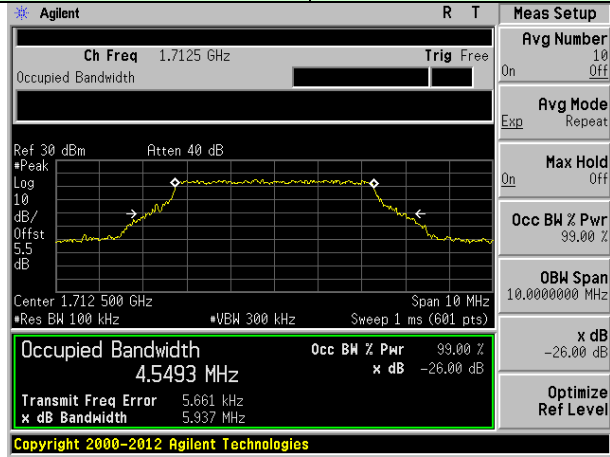 Agilent R T Meas Setup
Ch Freq 1.7125 GHz Trig Free
Occupied Bandwidth
Avg Number
10
On Off
Avg Mode
Exp Repeat
Max Hold
On Off
Occ BW % Pwr
99.00 %
OBW Span
10.0000000 MHz
x dB
-26.00 dB
Optimize
Ref Level
Ref 30 dBm Atten 40 dB
#Peak
Log
10
dB/
Offst
5.5
dB
Center 1.712 500 GHz Span 10 MHz
#Res BW 100 kHz #VBW 300 kHz Sweep 1 ms (601 pts)
Occupied Bandwidth Occ BW % Pwr 99.00 %
4.5493 MHz x dB -26.00 dB
Transmit Freq Error 5.661 kHz
x dB Bandwidth 5.937 MHz
Copyright 2000-2012 Agilent Technologies